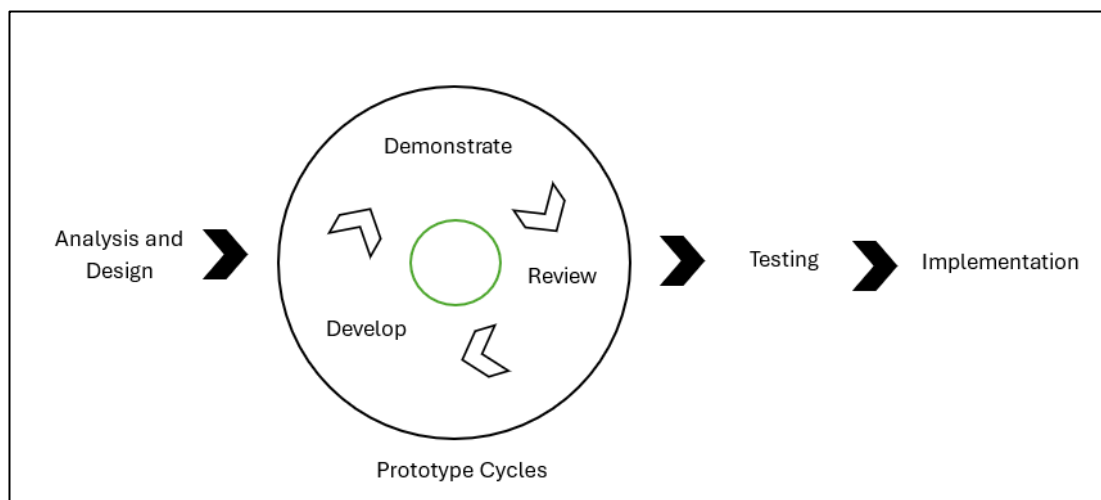 Analysis and
Design
Demonstrate
Review
Develop
Prototype Cycles
Testing
Implementation